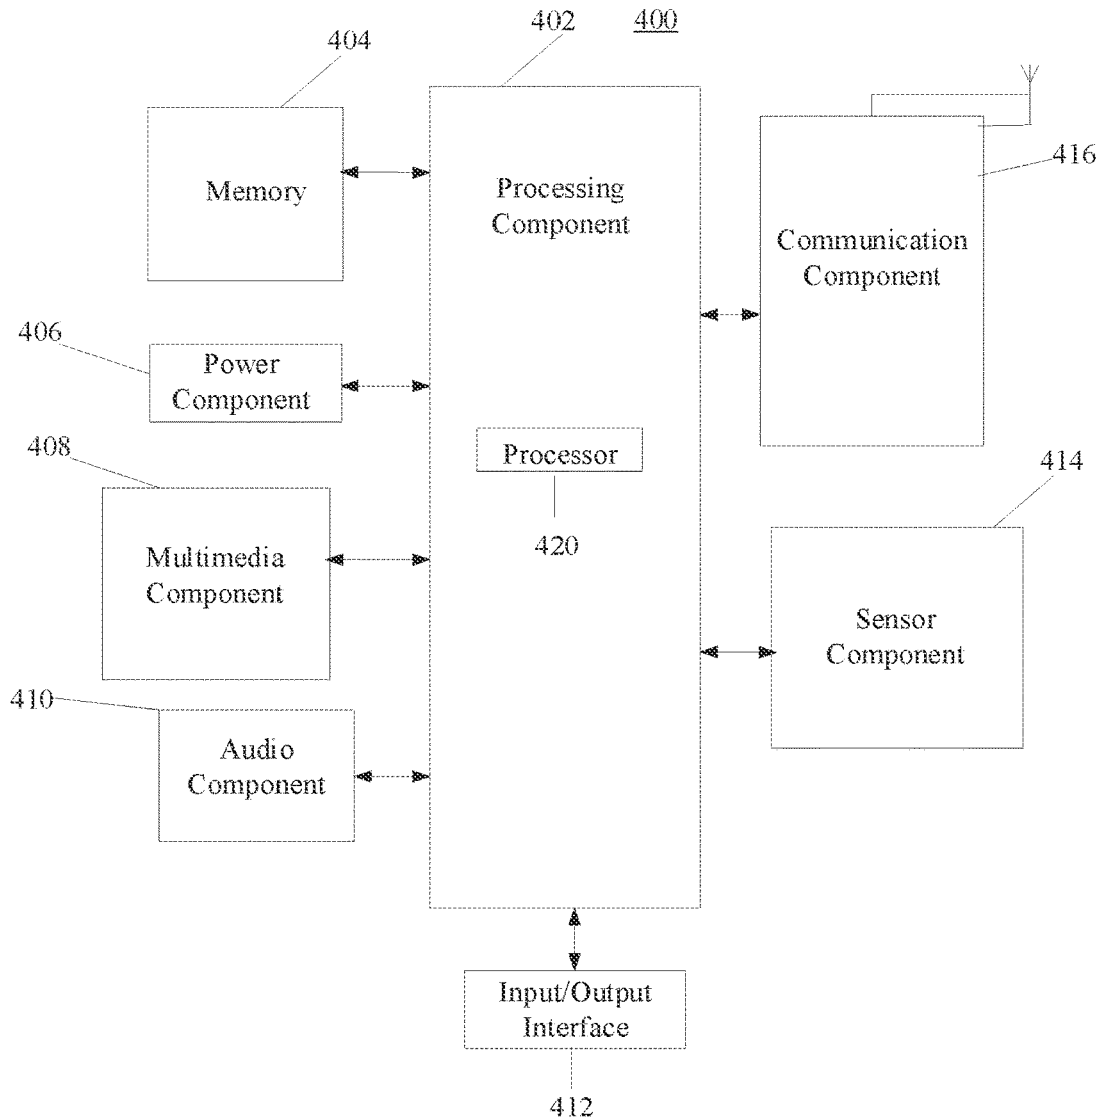 402
400
404
Memory
Processing
Component
416
Communication
Component
406
Power
Component
408
Processor
420
414
Multimedia
Component
Sensor
Component
410
Audio
Component
Input/Output
Interface
412